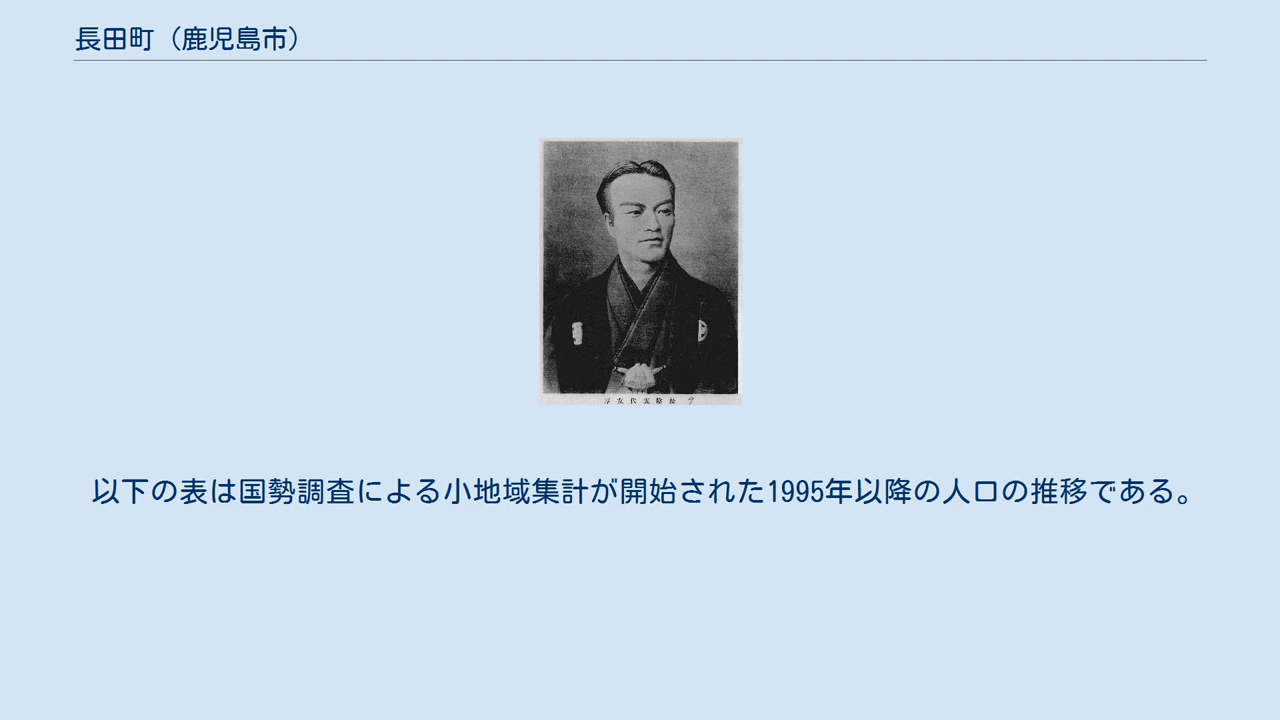 長田町（鹿児島市）
以下の表は国勢調査による小地域集計が開始された1995年以降の人口の推移である。